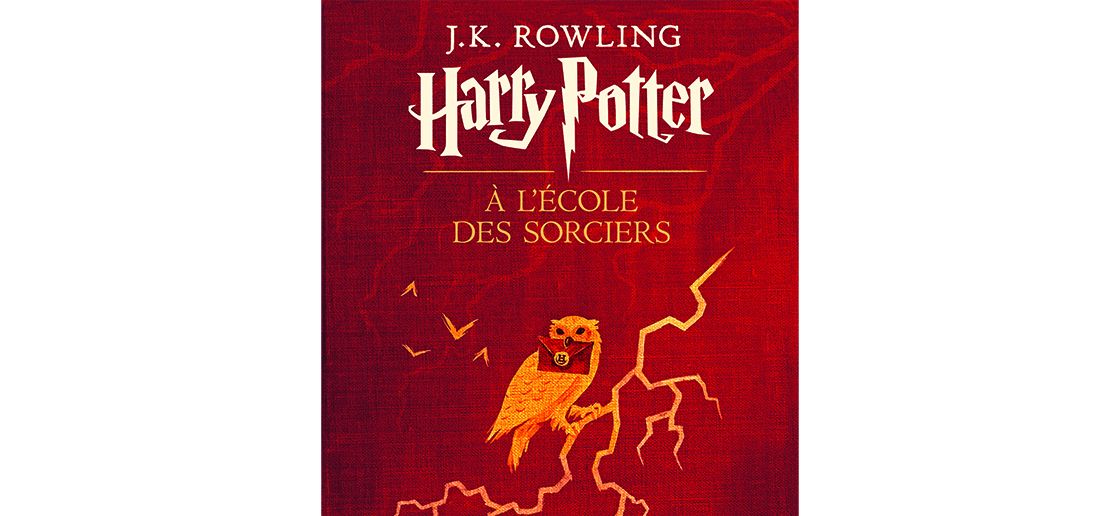 J.K. ROWLING
Harry Potter
À L'ÉCOLE
DES SORCIERS
H